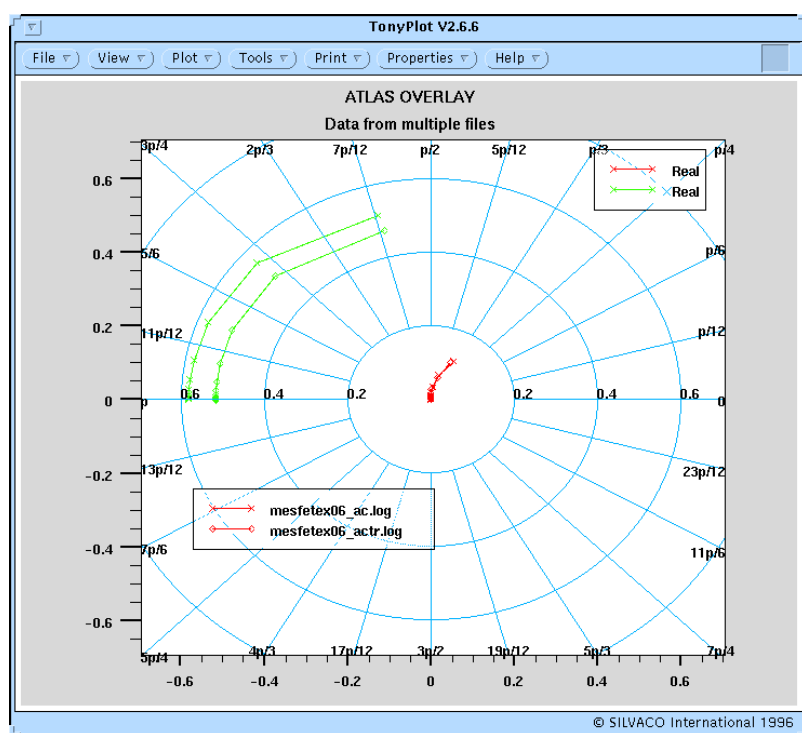 TonyPlot V2.6.6
File View Plot Tools Print Properties Help
ATLAS OVERLAY
Data from multiple files
3p/4 2p/3 7p/12 p/2 5p/12 p/3 p/4
Real
Real
0.6
5/6 p/6
0.4
0.2
11p/12 p/12
0 p 0.6 0.4 0.2 0.2 0.4 0.6 0
-0.2
13p/12 23p/12
mesfetex06_ac.log
mesfetex06_actr.log
-0.4
7p/6 11p/6
-0.6
5p/4 4p/3 17p/12 3p/2 19p/12 5p/3 7p/4
-0.6 -0.4 -0.2 0 0.2 0.4 0.6
© SILVACO International 1996